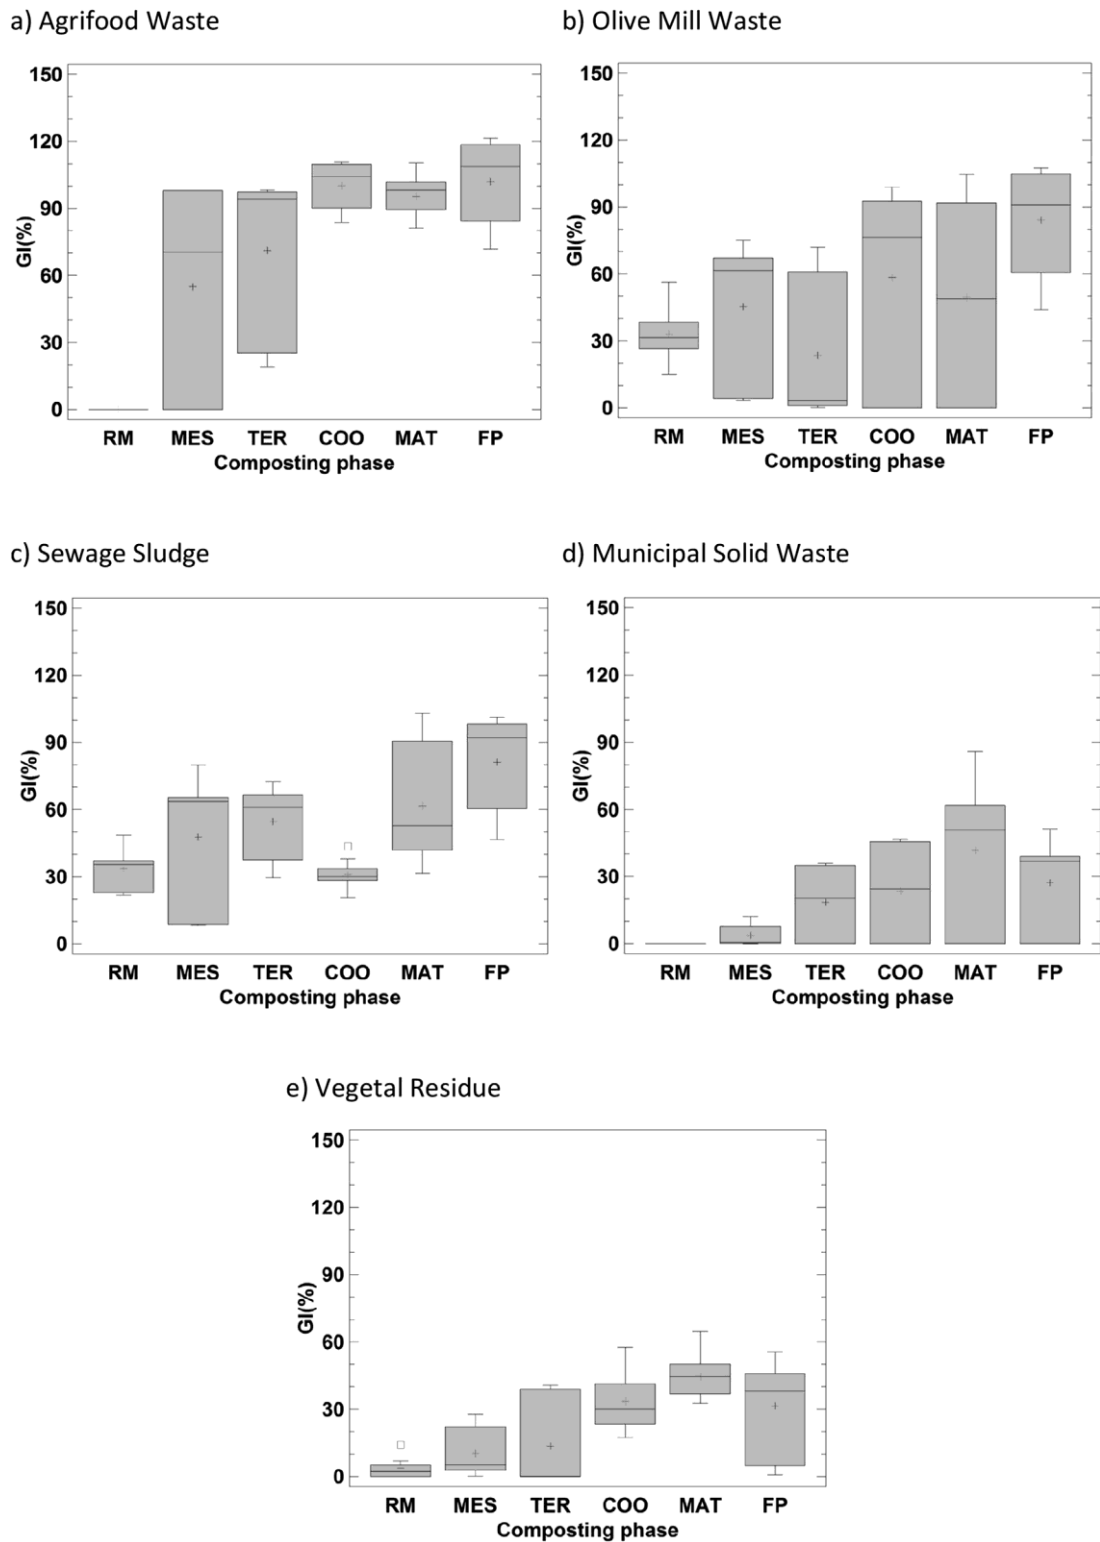 a) Agrifood Waste
150
120
90
60
30
0
GI(%)
RM MES TER COO MAT FP
Composting phase
b) Olive Mill Waste
150
120
90
60
30
0
GI(%)
RM MES TER COO MAT FP
Composting phase
c) Sewage Sludge
150
120
90
60
30
0
GI(%)
RM MES TER COO MAT FP
Composting phase
d) Municipal Solid Waste
150
120
90
60
30
0
GI(%)
RM MES TER COO MAT FP
Composting phase
e) Vegetal Residue
150
120
90
60
30
0
GI(%)
RM MES TER COO MAT FP
Composting phase